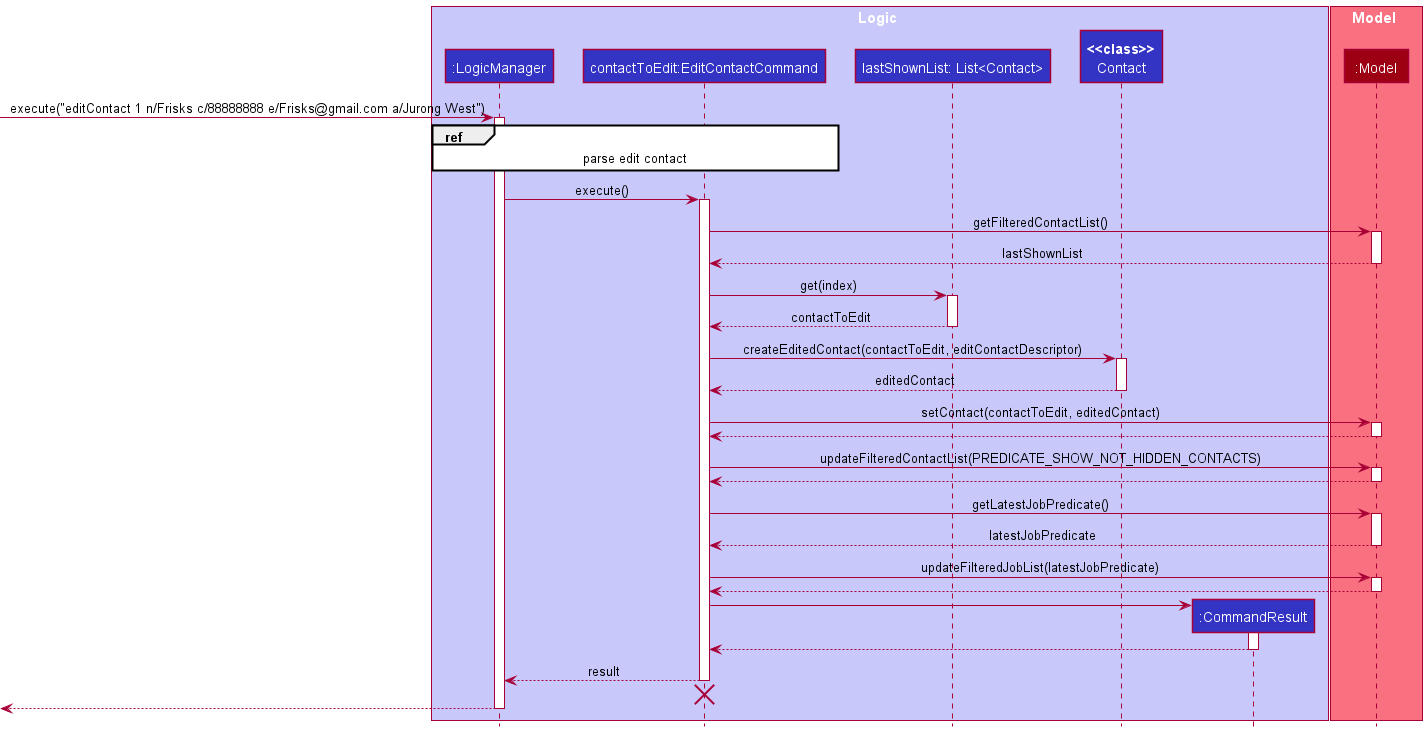 Logic
Model
:LogicManager
contactToEdit:EditContactCommand
lastShownList: List<Contact>
<<class>>
Contact
:Model
execute("editContact 1 n/Frisks c/88888888 e/Frisks@gmail.com a/Jurong West")
ref
parse edit contact
execute()
getFilteredContactList()
lastShownList
get(index)
contactToEdit
createEditedContact(contactToEdit, editContactDescriptor)
editedContact
setContact(contactToEdit, editedContact)
updateFilteredContactList(PREDICATE_SHOW_NOT_HIDDEN_CONTACTS)
getLatestJobPredicate()
latestJobPredicate
updateFilteredJobList(latestJobPredicate)
:CommandResult
result